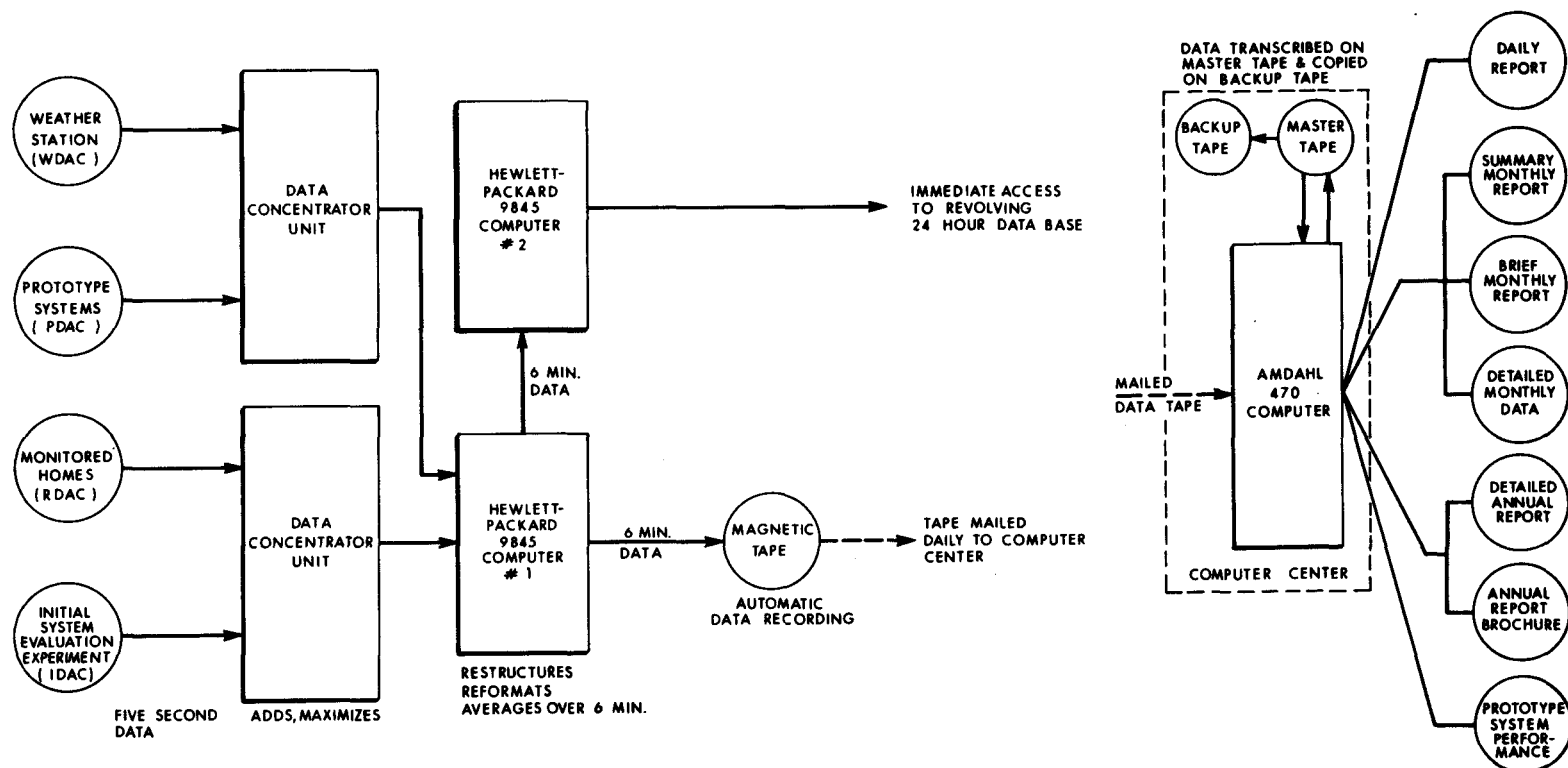 WEATHER
STATION
(WDAC)
PROTOTYPE
SYSTEMS
(PDAC)
MONITORED
HOMES
(RDAC)
INITIAL
SYSTEM
EVALUATION
EXPERIMENT
(IDAC)
FIVE SECOND
DATA
DATA
CONCENTRATOR
UNIT
DATA
CONCENTRATOR
UNIT
ADDS, MAXIMIZES
HEWLETT-
PACKARD
9845
COMPUTER
#2
6 MIN.
DATA
HEWLETT-
PACKARD
9845
COMPUTER
#1
RESTRUCTURES
REFORMATS
AVERAGES OVER 6 MIN.
IMMEDIATE ACCESS
TO REVOLVING
24 HOUR DATA BASE
6 MIN.
DATA
MAGNETIC
TAPE
AUTOMATIC
DATA RECORDING
TAPE MAILED
DAILY TO COMPUTER
CENTER
DATA TRANSCRIBED ON
MASTER TAPE & COPIED
ON BACKUP TAPE
BACKUP
TAPE
MASTER
TAPE
MAILED
DATA TAPE
AMDAHL
470
COMPUTER
COMPUTER CENTER
DAILY
REPORT
SUMMARY
MONTHLY
REPORT
BRIEF
MONTHLY
REPORT
DETAILED
MONTHLY
DATA
DETAILED
ANNUAL
REPORT
ANNUAL
REPORT
BROCHURE
PROTOTYPE
SYSTEM
PERFOR-
MANCE